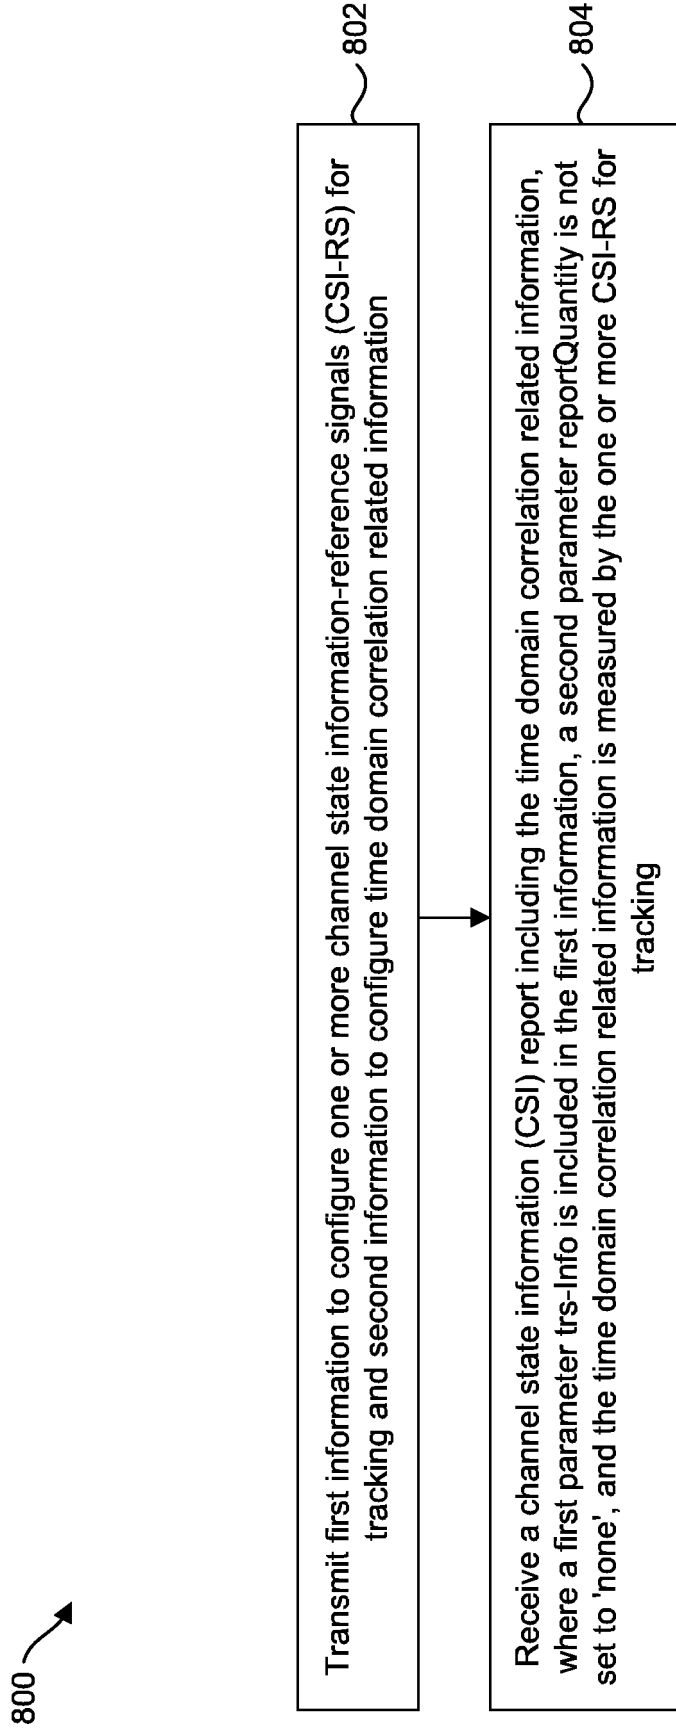 800
802
Transmit first information to configure one or more channel state information-reference signals (CSI-RS) for
tracking and second information to configure time domain correlation related information
804
Receive a channel state information (CSI) report including the time domain correlation related information,
where a first parameter trs-Info is included in the first information, a second parameter reportQuantity is not
set to 'none', and the time domain correlation related information is measured by the one or more CSI-RS for
tracking